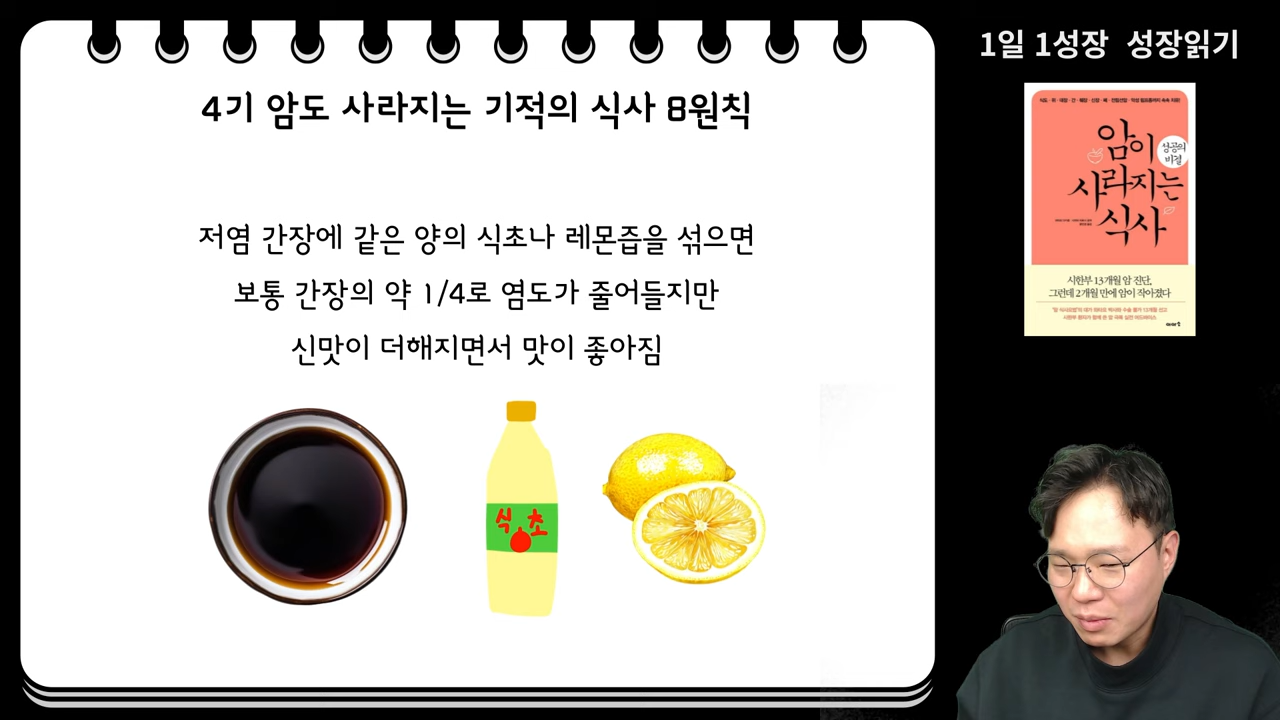 4기 암도 사라지는 기적의 식사 8원칙
저염 간장에 같은 양의 식초나 레몬즙을 섞으면
보통 간장의 약 1/4로 염도가 줄어들지만
신맛이 더해지면서 맛이 좋아짐
식초
1일 1성장 성장읽기
암이
사라지는
식사
성공의
비결
시한부 13개월 암 진단,
그런데 2개월 만에 암이 작아졌다